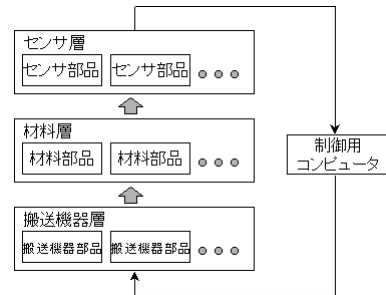 センサ層
センサ部品 センサ部品
材料層
材料部品 材料部品
制御用
コンピュータ
搬送機器層
搬送機器部品 搬送機器部品